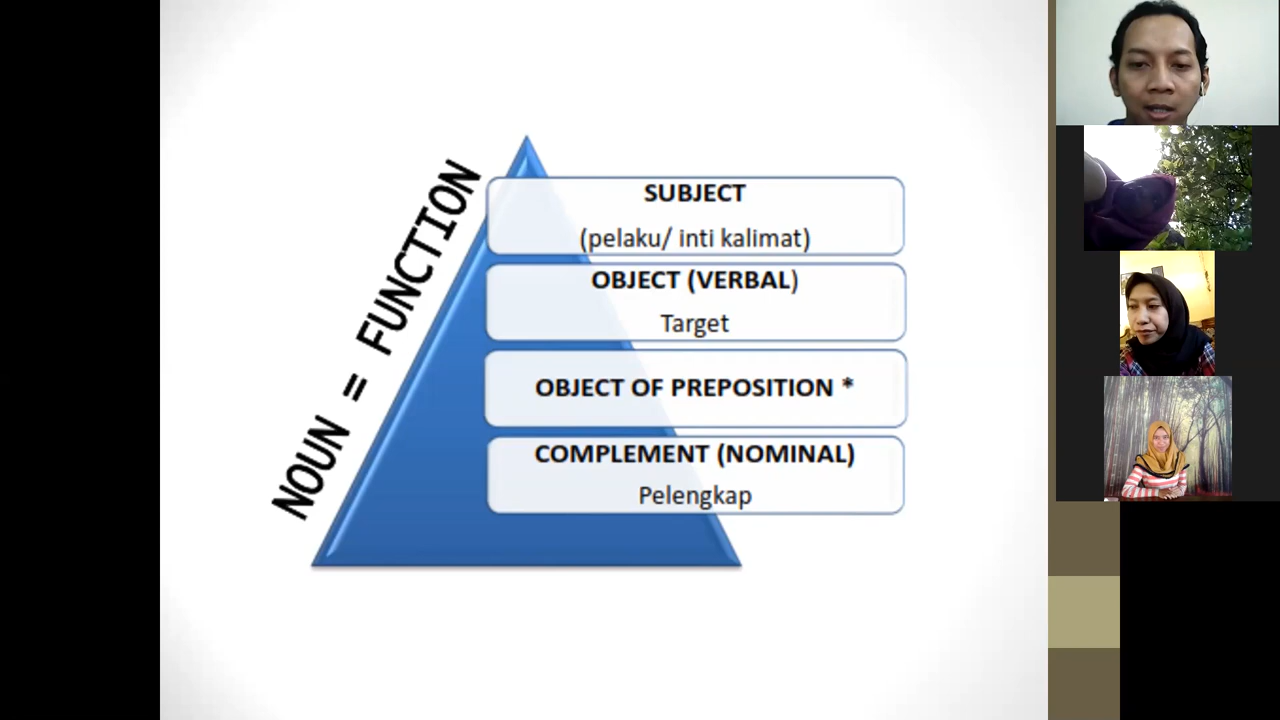 NOUN = FUNCTION
SUBJECT
(pelaku/ inti kalimat)
OBJECT (VERBAL)
Target
OBJECT OF PREPOSITION *
COMPLEMENT (NOMINAL)
Pelengkap